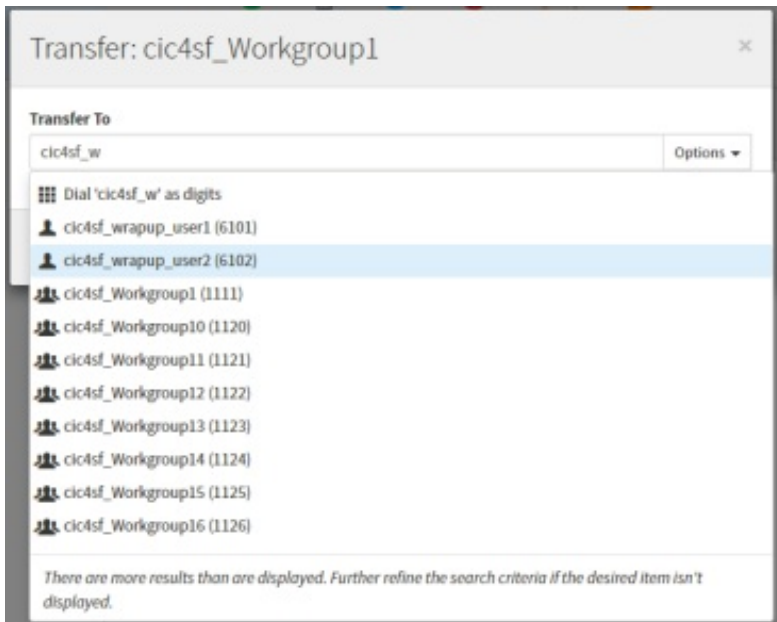 Transfer: cic4sf_Workgroup1
×
Transfer To
cic4sf_w
Options
Dial 'cic4sf_w' as digits
cic4sf_wrapup_user1 (6101)
cic4sf_wrapup_user2 (6102)
cic4sf_Workgroup1 (1111)
cic4sf_Workgroup10 (1120)
cic4sf_Workgroup11 (1121)
cic4sf_Workgroup12 (1122)
cic4sf_Workgroup13 (1123)
cic4sf_Workgroup14 (1124)
cic4sf_Workgroup15 (1125)
cic4sf_Workgroup16 (1126)
There are more results than are displayed. Further refine the search criteria if the desired item isn't
displayed.